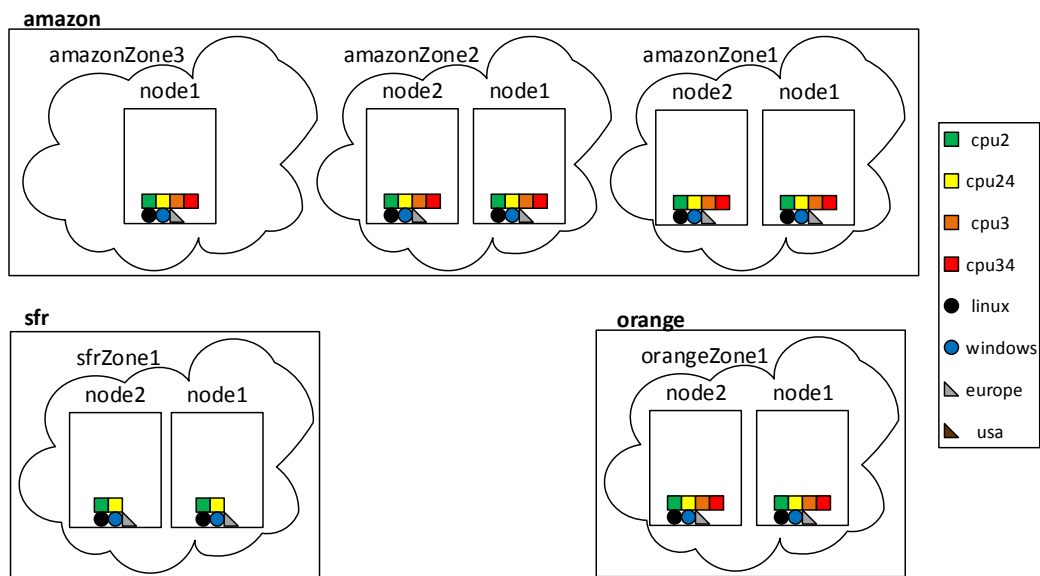 amazon
amazonZone3
amazonZone2
amazonZone1
node1
node2
node1
node2
node1
cpu2
cpu24
cpu3
cpu34
linux
windows
europe
usa
sfr
orange
sfrZone1
orangeZone1
node2
node1
node2
node1